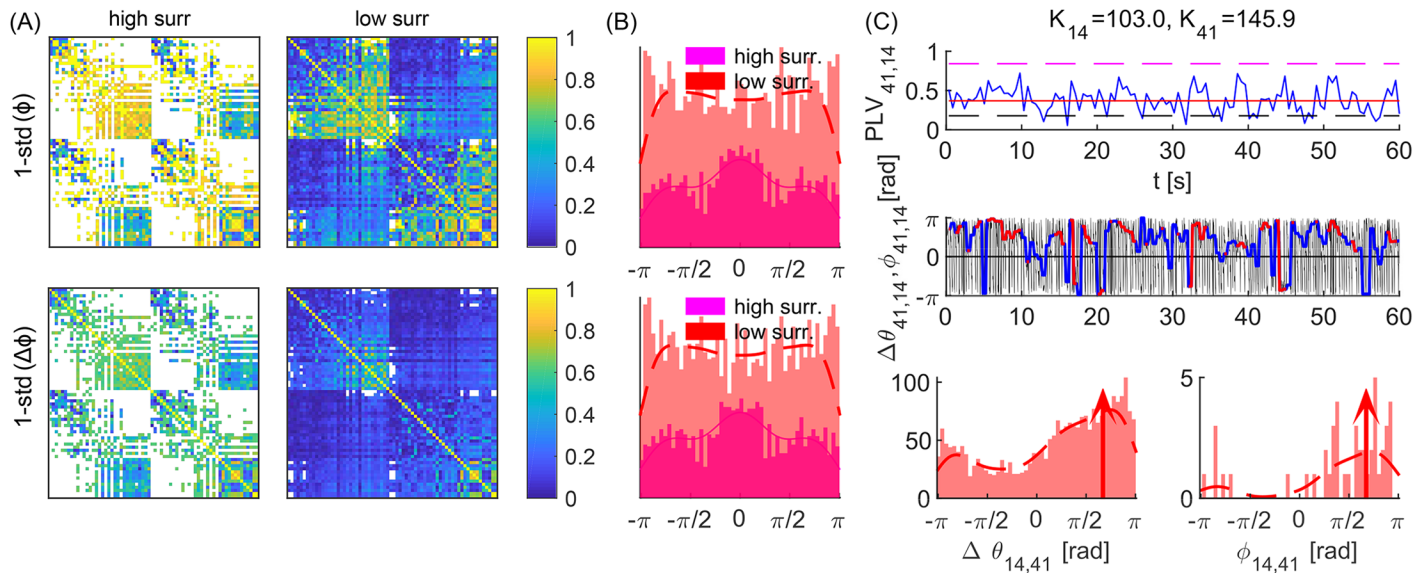 (A)
high surr
low surr
1-std (ϕ)
1
0.8
0.6
0.4
0.2
0
1-std (Δϕ)
1
0.8
0.6
0.4
0.2
0
(B)
high surr.
low surr.
-π -π/2 0 π/2 π
high surr.
low surr.
-π -π/2 0 π/2 π
(C)
K14=103.0, K41=145.9
PLV41,14
1
0.5
0
0 10 20 30 40 50 60
t [s]
Δθ41,14, ϕ41,14 [rad]
π
0
-π
0 10 20 30 40 50 60
100
50
0
-π -π/2 0 π/2 π
Δ θ14,41 [rad]
5
0
-π -π/2 0 π/2 π
ϕ14,41 [rad]